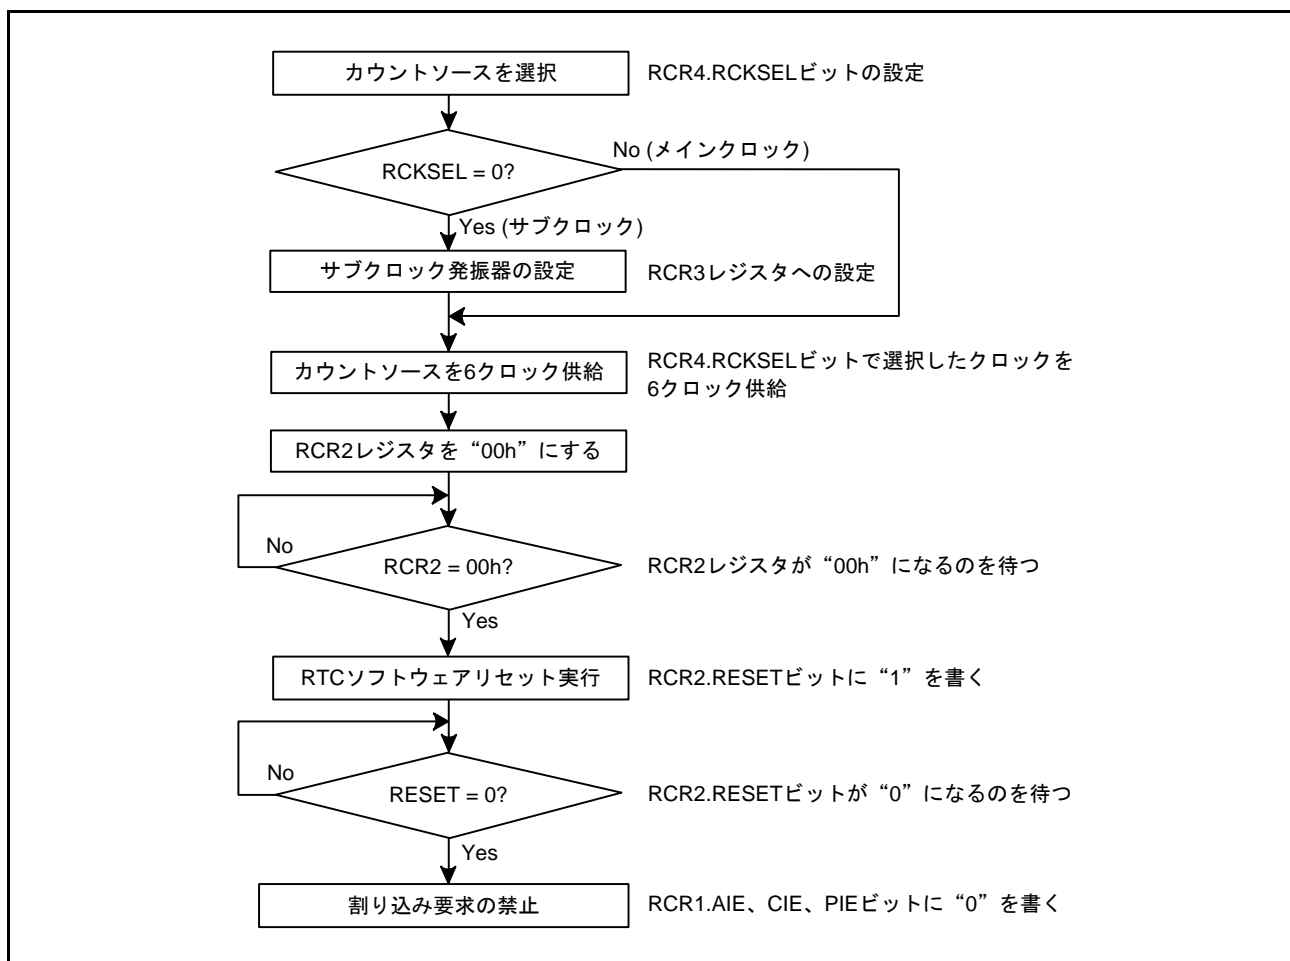 カウントソースを選択
RCR4.RCKSELビットの設定
RCKSEL = 0?
No (メインクロック)
Yes (サブクロック)
サブクロック発振器の設定
RCR3レジスタへの設定
カウントソースを6クロック供給
RCR4.RCKSELビットで選択したクロックを
6クロック供給
RCR2レジスタを“00h”にする
No
RCR2 = 00h?
RCR2レジスタが“00h”になるのを待つ
Yes
RTCソフトウェアリセット実行
RCR2.RESETビットに“1”を書く
No
RESET = 0?
RCR2.RESETビットが“0”になるのを待つ
Yes
割り込み要求の禁止
RCR1.AIE、CIE、PIEビットに“0”を書く